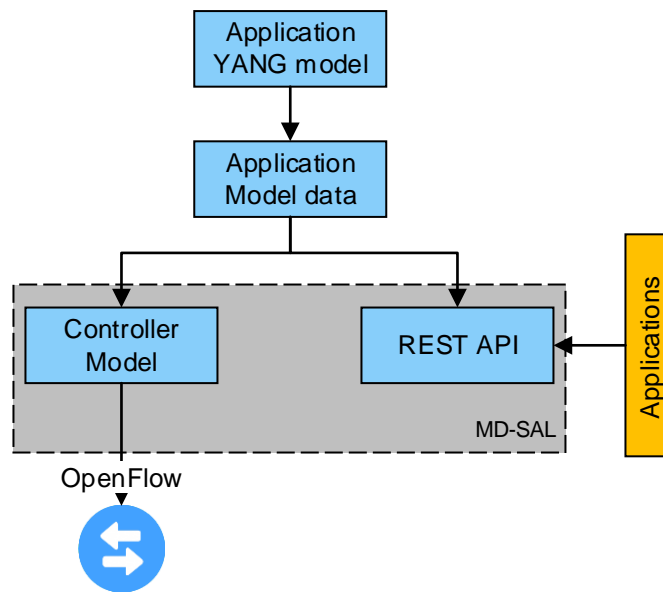 Application
YANG model
Application
Model data
Controller
Model
REST API
Applications
MD-SAL
OpenFlow